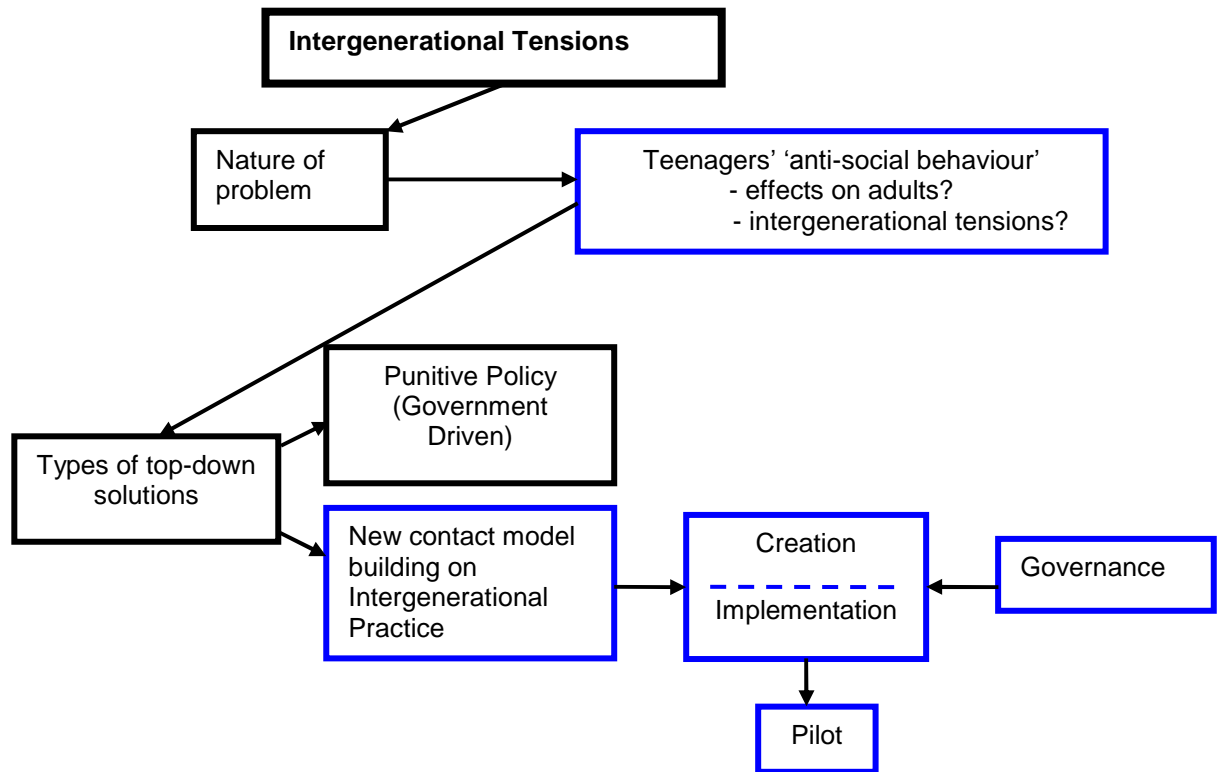 Intergenerational Tensions
Nature of
problem
Teenagers’ ‘anti-social behaviour’
- effects on adults?
- intergenerational tensions?
Punitive Policy
(Government
Driven)
Types of top-down
solutions
New contact model
building on
Intergenerational
Practice
Creation
Implementation
Governance
Pilot